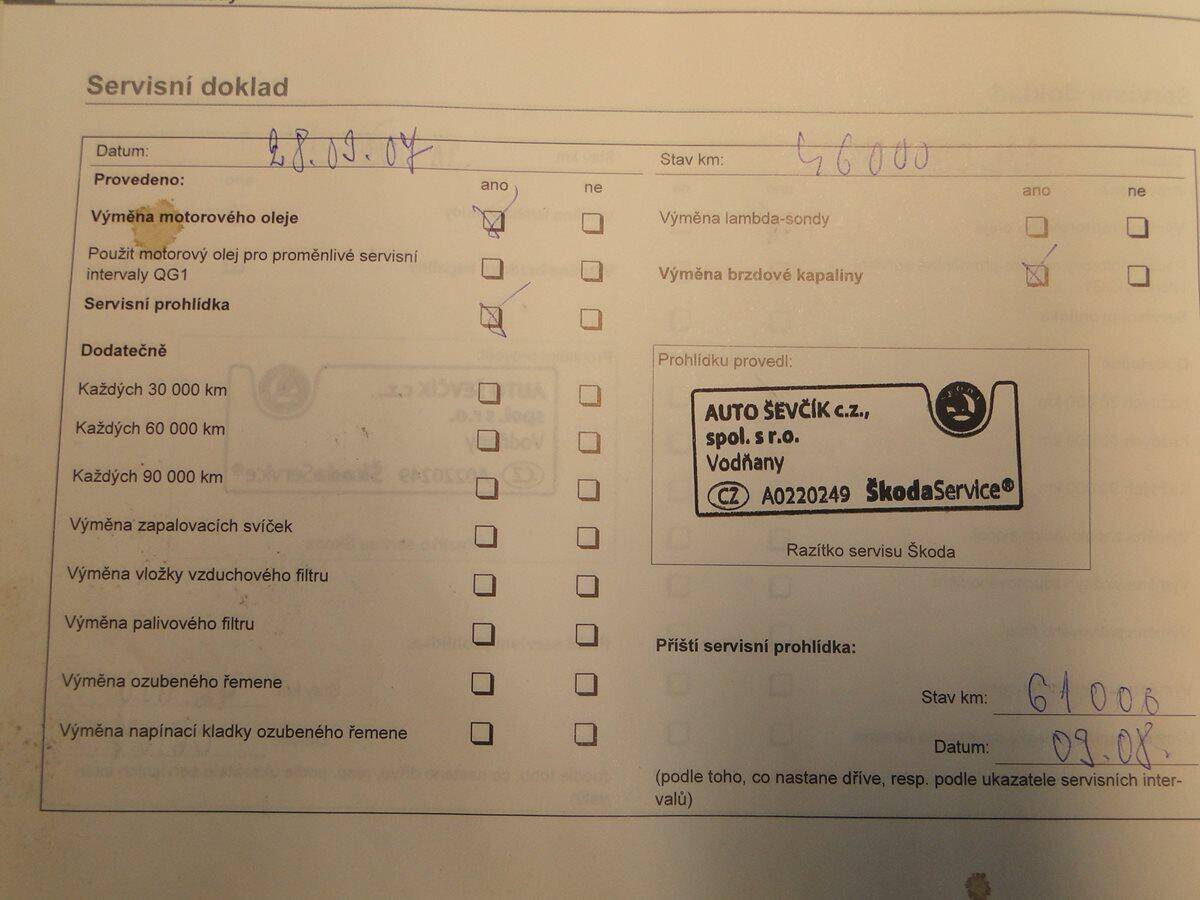 Servisní doklad
Datum: 28.09.07
Provedeno: ano ne
Výměna motorového oleje
Použit motorový olej pro proměnlivé servisní
intervaly QG1
Servisní prohlídka
Dodatečně
Každých 30 000 km
Každých 60 000 km
Každých 90 000 km
Výměna zapalovacích svíček
Výměna vložky vzduchového filtru
Výměna palivového filtru
Výměna ozubeného řemene
Výměna napínací kladky ozubeného řemene
Stav km: 46000
ano ne
Výměna lambda-sondy
Výměna brzdové kapaliny
Prohlídku provedl:
AUTO ŠEVČÍK c.z.,
spol. s r.o.
Vodňany
CZ A0220249 ŠkodaService®
Razítko servisu Škoda
Příští servisní prohlídka:
Stav km: 61000
Datum: 09.08.
(podle toho, co nastane dříve, resp. podle ukazatele servisních inter-
valů)